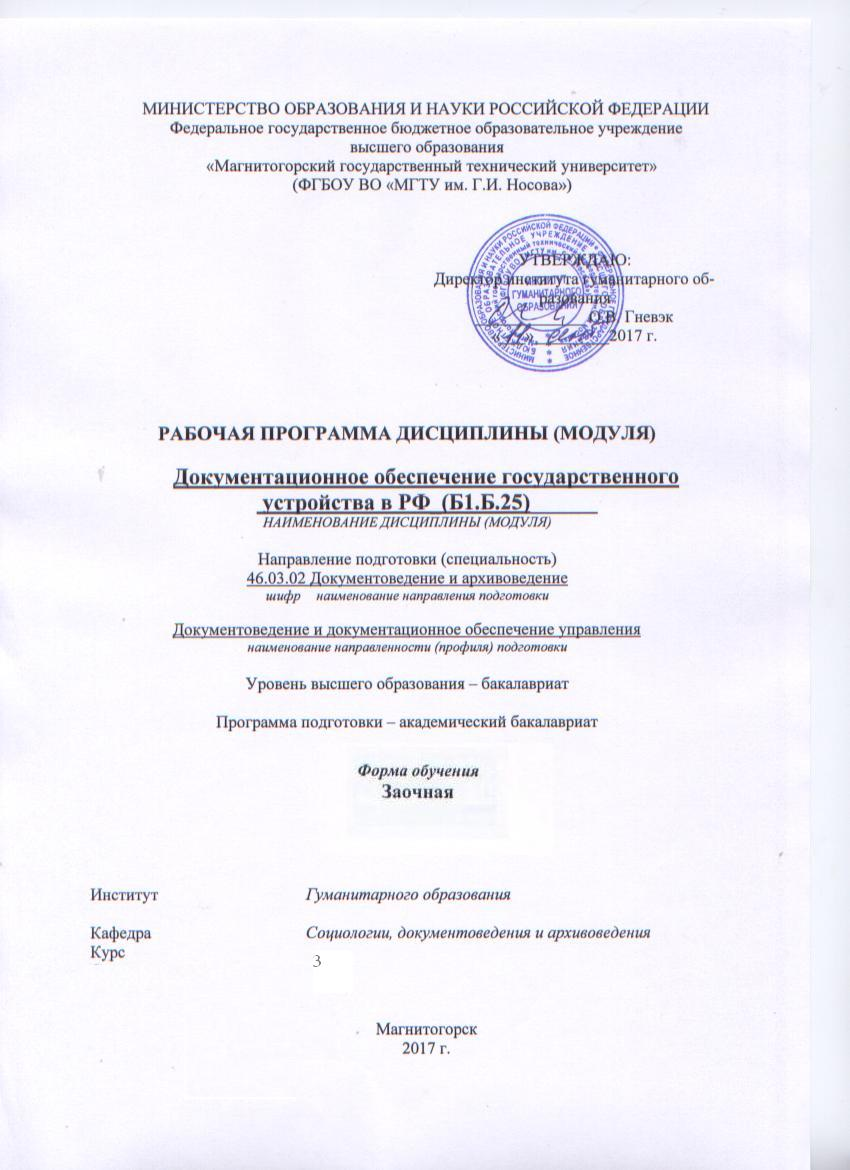 МИНИСТЕРСТВО ОБРАЗОВАНИЯ И НАУКИ РОССИЙСКОЙ ФЕДЕРАЦИИ
Федеральное государственное бюджетное образовательное учреждение
высшего образования
«Магнитогорский государственный технический университет»
(ФГБОУ ВО «МГТУ им. Г.И. Носова»)
УТВЕРЖДАЮ:
Директор института гуманитарного об-
разования
О.В. Гневэк
2017 г.
ГУМАНИТАРНОГО
ОБРАЗОВАНИЯ
РАБОЧАЯ ПРОГРАММА ДИСЦИПЛИНЫ (МОДУЛЯ)
Документационное обеспечение государственного
устройства в РФ (Б1.Б.25)
НАИМЕНОВАНИЕ ДИСЦИПЛИНЫ (МОДУЛЯ)
Направление подготовки (специальность)
46.03.02 Документоведение и архивоведение
шифр наименование направления подготовки
Документоведение и документационное обеспечение управления
наименование направленности (профиля) подготовки
Уровень высшего образования – бакалавриат
Программа подготовки – академический бакалавриат
Форма обучения
Заочная
Институт Гуманитарного образования
Кафедра Социологии, документоведения и архивоведения
Курс 3
Магнитогорск
2017 г.